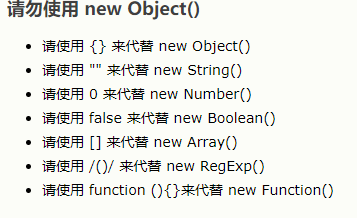 请勿使用 new Object()
请使用 {} 来代替 new Object()
请使用 "" 来代替 new String()
请使用 0 来代替 new Number()
请使用 false 来代替 new Boolean()
请使用 [] 来代替 new Array()
请使用 /()/ 来代替 new RegExp()
请使用 function (){}来代替 new Function()